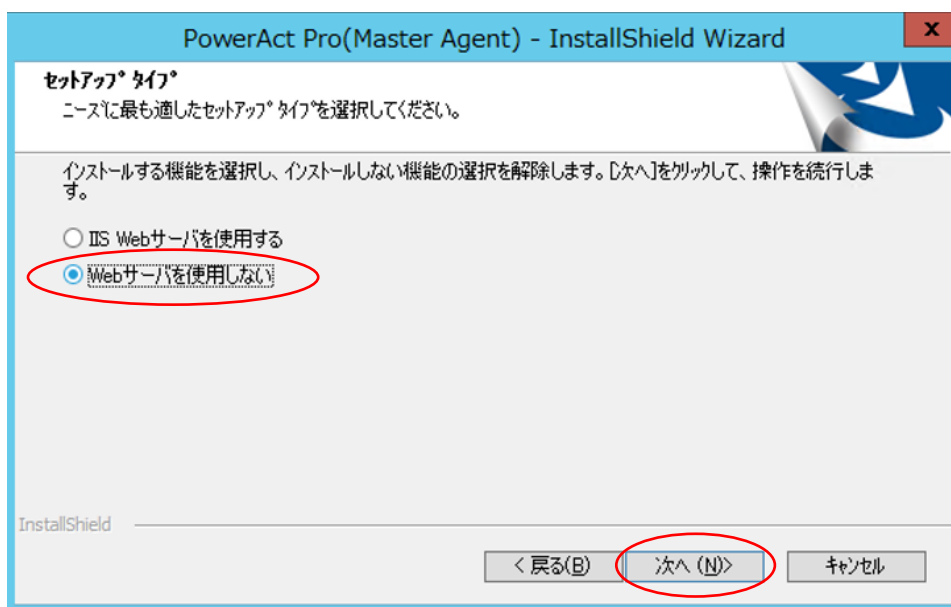 PowerAct Pro(Master Agent) - InstallShield Wizard
x
セットアップ タイプ
ニーズに最も適したセットアップ タイプを選択してください。
インストールする機能を選択し、インストールしない機能の選択を解除します。[次へ]をクリックして、操作を続行しま
す。
IIS Webサーバを使用する
Webサーバを使用しない
InstallShield
< 戻る(B)
次へ (N)>
キャンセル